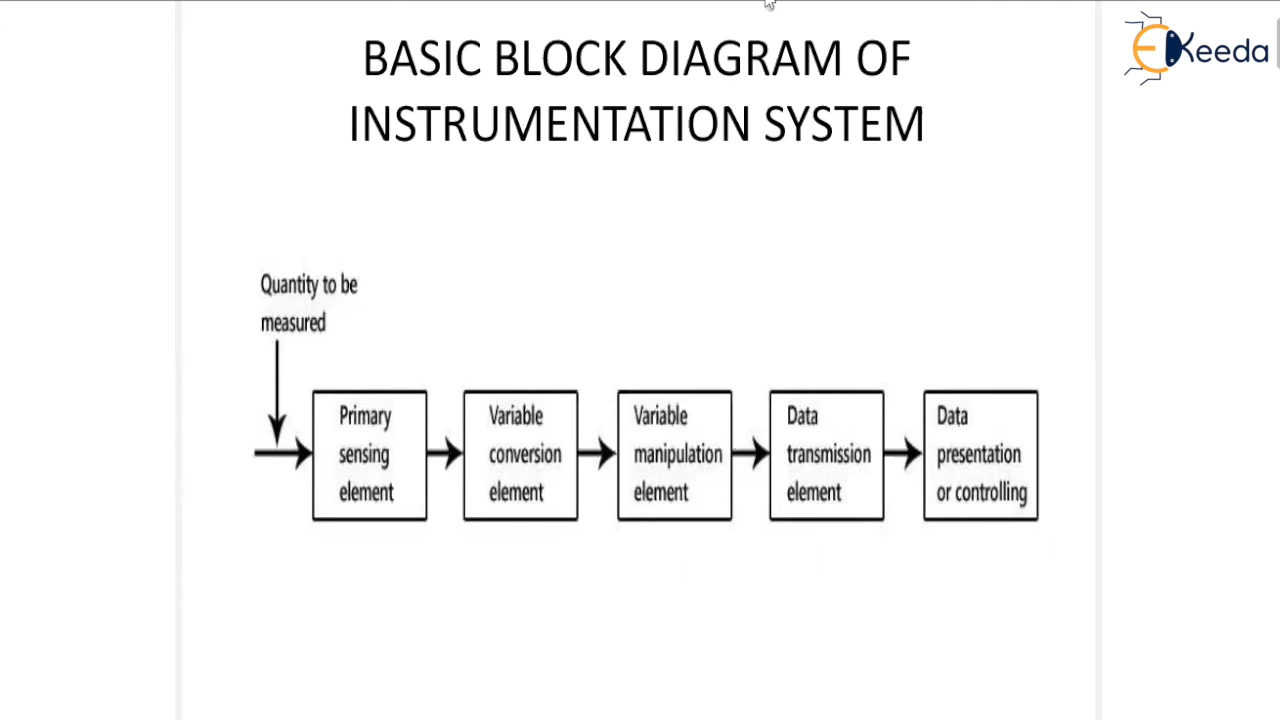 BASIC BLOCK DIAGRAM OF
INSTRUMENTATION SYSTEM
EKeeda
Quantity to be
measured
Primary
sensing
element
Variable
conversion
element
Variable
manipulation
element
Data
transmission
element
Data
presentation
or controlling